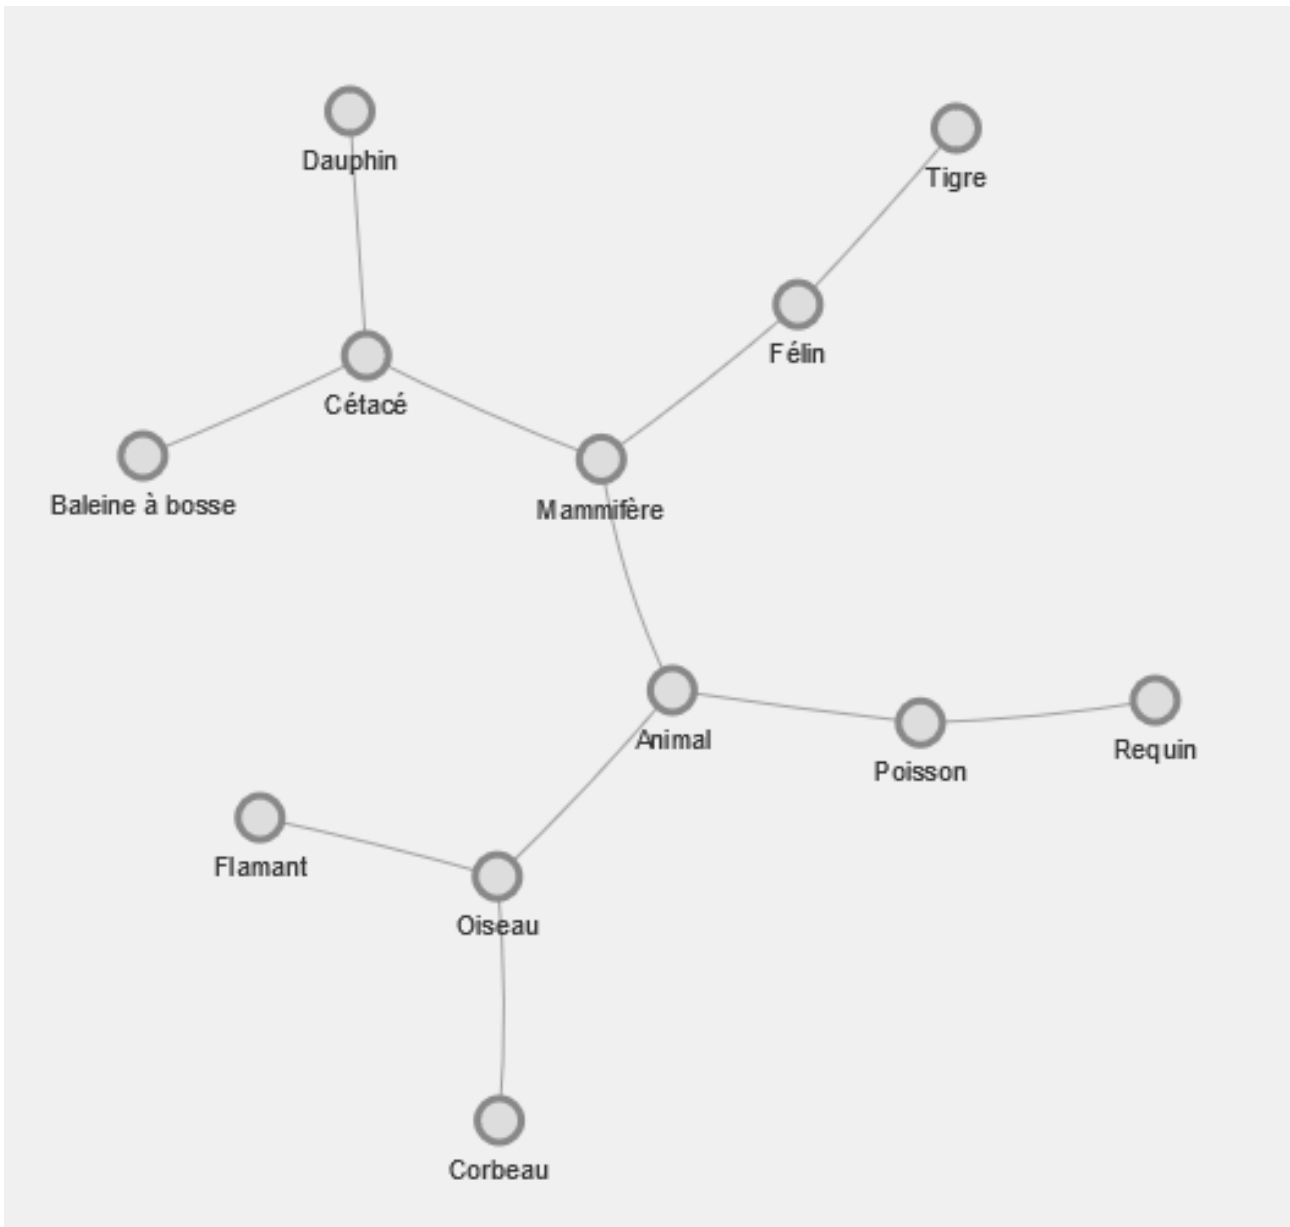 Dauphin
Tigre
Félin
Cétacé
Baleine à bosse
Mammifère
Animal
Requin
Poisson
Flamant
Oiseau
Corbeau